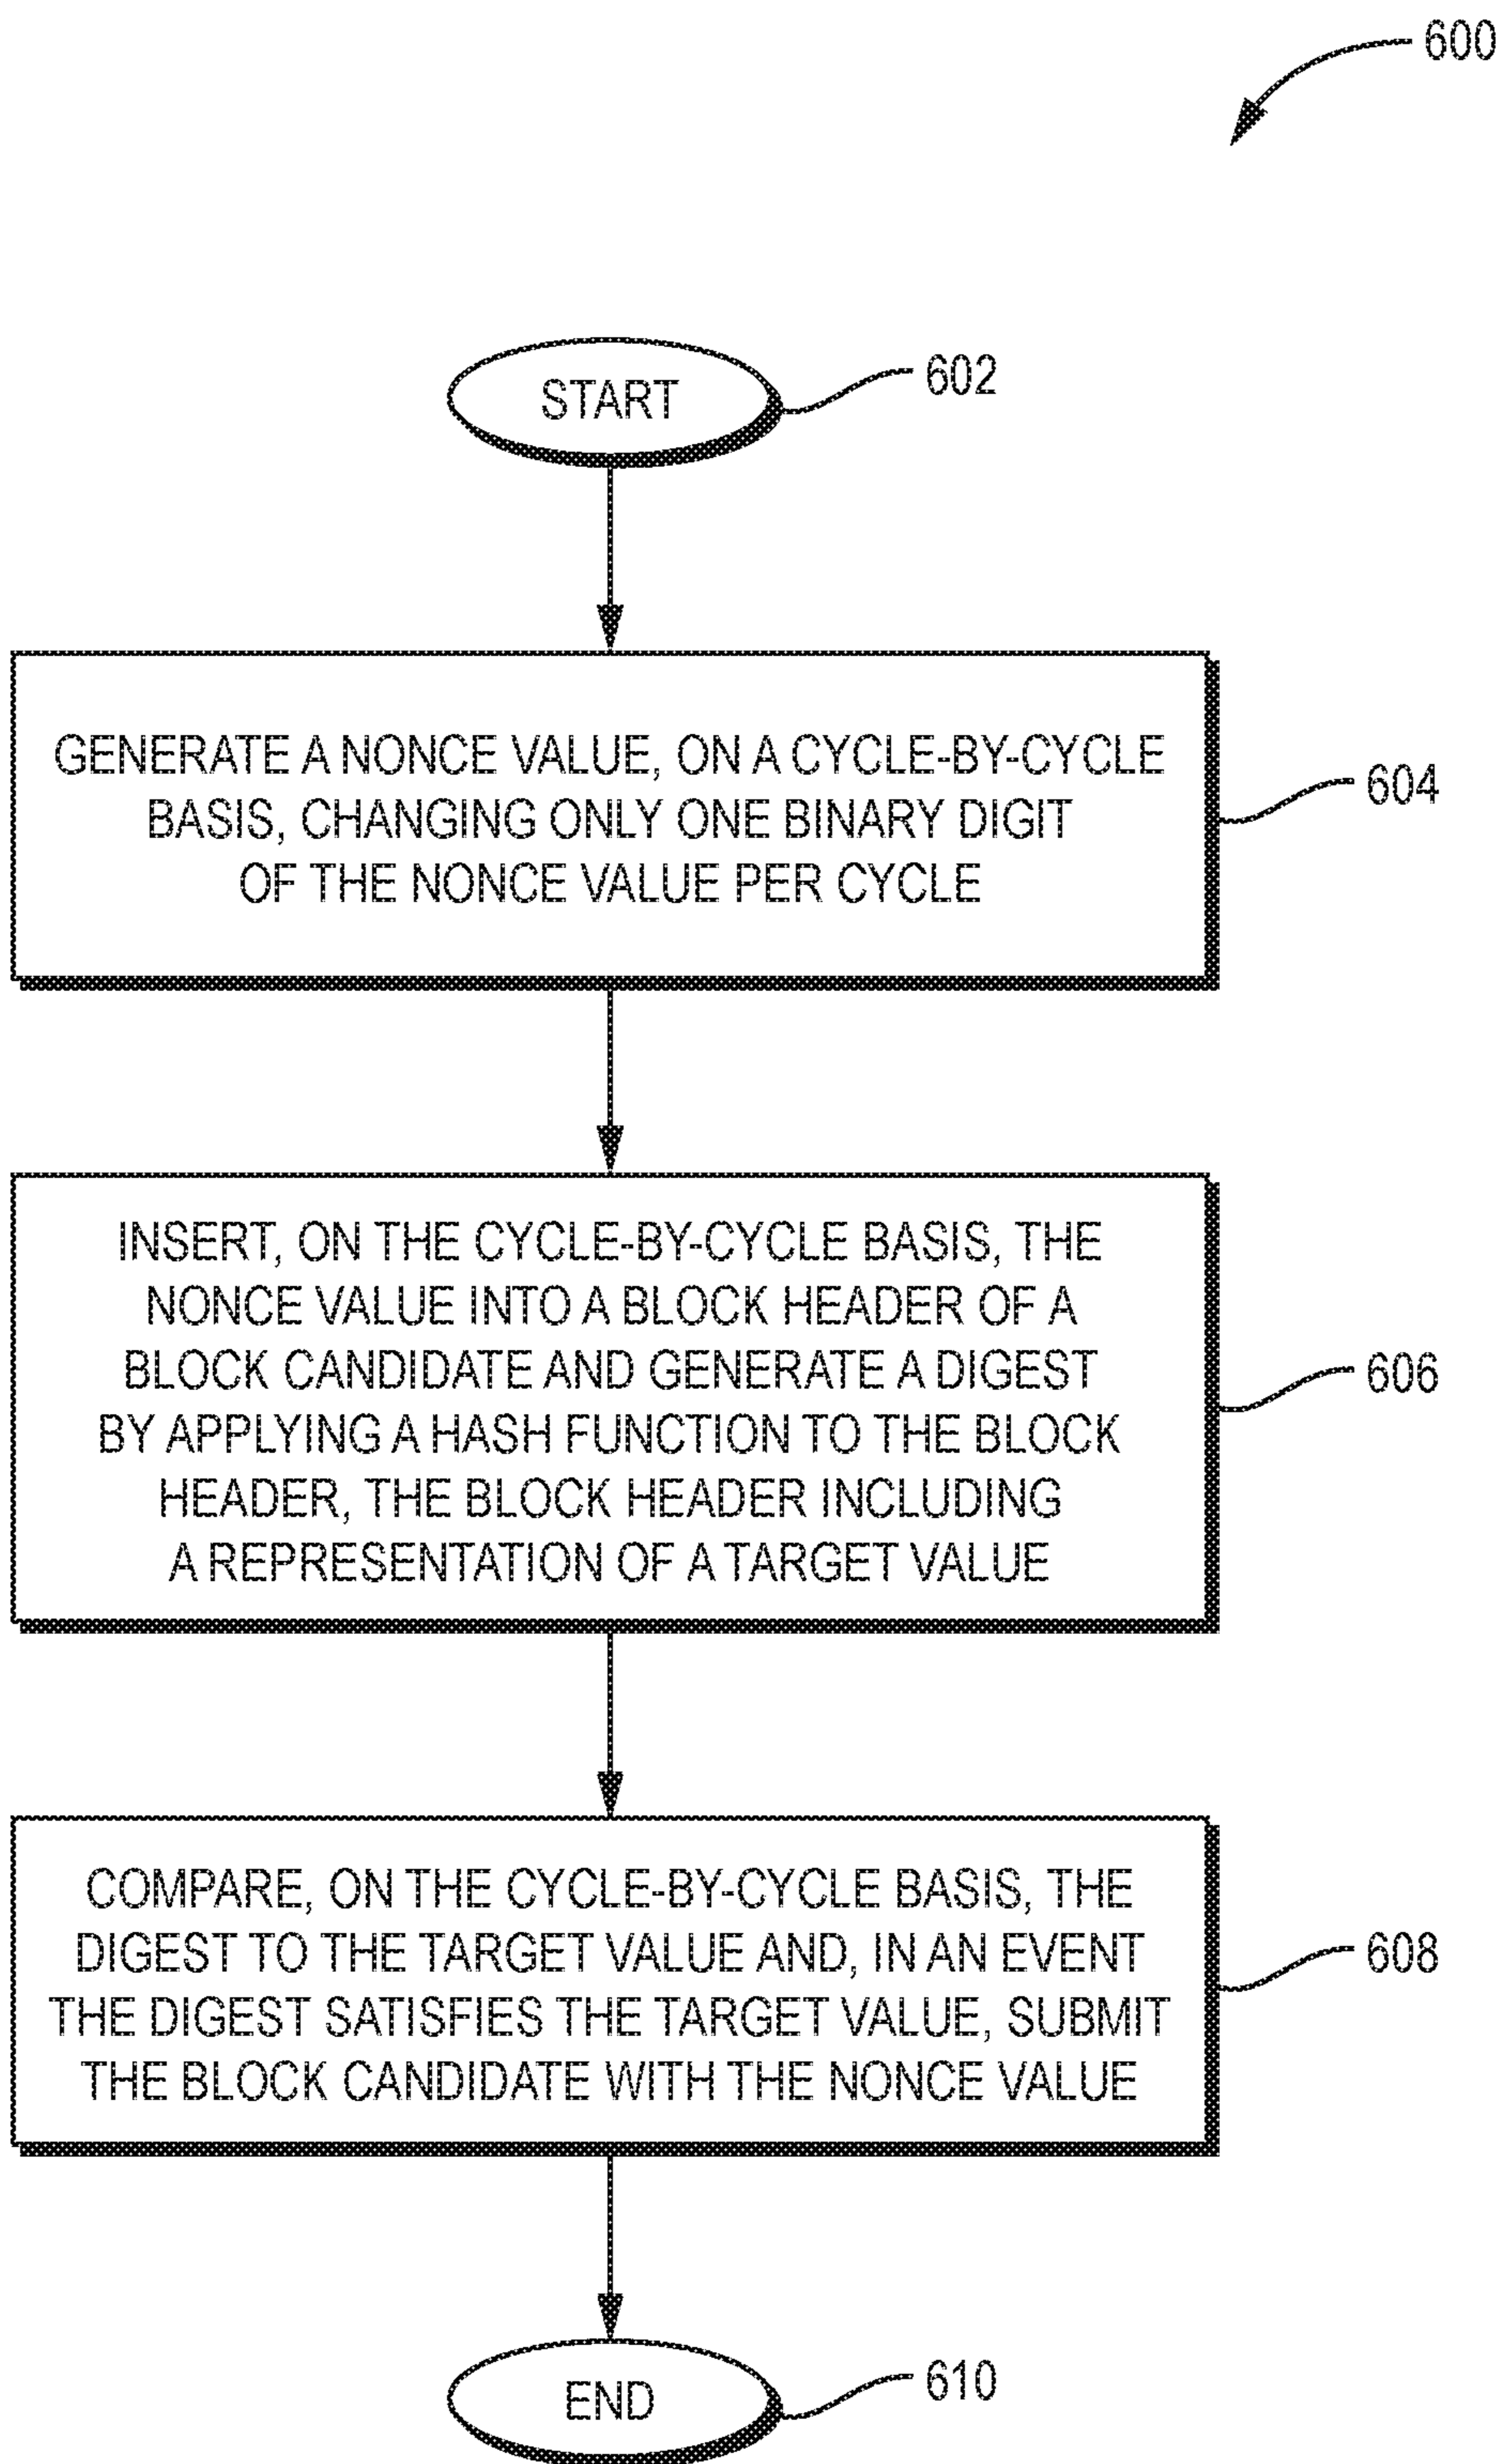 600
START
602
GENERATE A NONCE VALUE, ON A CYCLE-BY-CYCLE
BASIS, CHANGING ONLY ONE BINARY DIGIT
OF THE NONCE VALUE PER CYCLE
604
INSERT, ON THE CYCLE-BY-CYCLE BASIS, THE
NONCE VALUE INTO A BLOCK HEADER OF A
BLOCK CANDIDATE AND GENERATE A DIGEST
BY APPLYING A HASH FUNCTION TO THE BLOCK
HEADER, THE BLOCK HEADER INCLUDING
A REPRESENTATION OF A TARGET VALUE
606
COMPARE, ON THE CYCLE-BY-CYCLE BASIS, THE
DIGEST TO THE TARGET VALUE AND, IN AN EVENT
THE DIGEST SATISFIES THE TARGET VALUE, SUBMIT
THE BLOCK CANDIDATE WITH THE NONCE VALUE
608
END
610